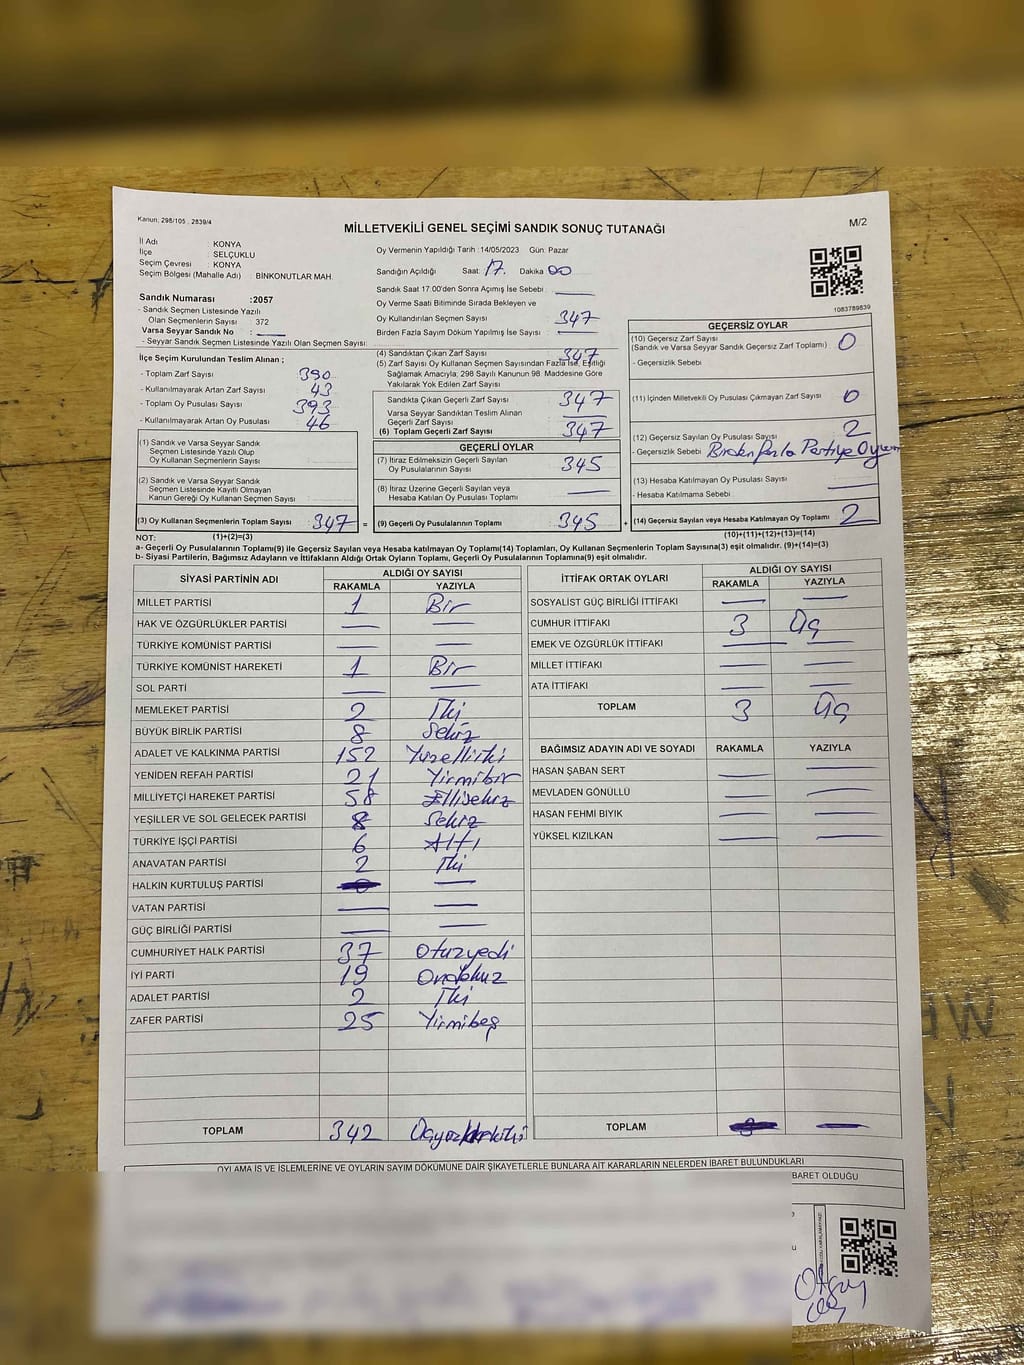 Kanun: 298/105 , 2839/4
MİLLETVEKİLİ GENEL SEÇİMİ SANDIK SONUÇ TUTANAĞI
M/2
İl Adı : KONYA
İlçe : SELÇUKLU
Seçim Çevresi : KONYA
Seçim Bölgesi (Mahalle Adı) : BİNKONUTLAR MAH.
Sandık Numarası :2057
- Sandık Seçmen Listesinde Yazılı
Olan Seçmenlerin Sayısı : 372
Varsa Seyyar Sandık No :
- Seyyar Sandık Seçmen Listesinde Yazılı Olan Seçmen Sayısı:
Oy Vermenin Yapıldığı Tarih :14/05/2023 Gün: Pazar
Sandığın Açıldığı Saat: 17. Dakika 00
Sandık Saat 17:00'den Sonra Açımış İse Sebebi : —
Oy Verme Saati Bitiminde Sırada Bekleyen ve
Oy Kullandırılan Seçmen Sayısı : 347
Birden Fazla Sayım Döküm Yapılmış İse Sayısı : —
1083789839
İlçe Seçim Kurulundan Teslim Alınan ;
- Toplam Zarf Sayısı : 390
- Kullanılmayarak Artan Zarf Sayısı : 43
- Toplam Oy Pusulası Sayısı : 393
- Kullanılmayarak Artan Oy Pusulası : 46
(1) Sandık ve Varsa Seyyar Sandık
Seçmen Listesinde Yazılı Olup
Oy Kullanan Seçmenlerin Sayısı :
(2) Sandık ve Varsa Seyyar Sandık
Seçmen Listesinde Kayıtlı Olmayan
Kanun Gereği Oy Kullanan Seçmen Sayısı :
(3) Oy Kullanan Seçmenlerin Toplam Sayısı : 347 =
(4) Sandıktan Çıkan Zarf Sayısı : 347
(5) Zarf Sayısı Oy Kullanan Seçmen Sayısından Fazla İse, Eşitliği
Sağlamak Amacıyla; 298 Sayılı Kanunun 98. Maddesine Göre
Yakılarak Yok Edilen Zarf Sayısı :
Sandıkta Çıkan Geçerli Zarf Sayısı : 347
Varsa Seyyar Sandıktan Teslim Alınan
Geçerli Zarf Sayısı : —
(6) Toplam Geçerli Zarf Sayısı : 347
GEÇERLİ OYLAR
(7) İtiraz Edilmeksizin Geçerli Sayılan
Oy Pusulalarının Sayısı : 345
(8) İtiraz Üzerine Geçerli Sayılan veya
Hesaba Katılan Oy Pusulası Toplamı : —
(9) Geçerli Oy Pusulalarının Toplamı : 345 +
GEÇERSİZ OYLAR
(10) Geçersiz Zarf Sayısı
(Sandık ve Varsa Seyyar Sandık Geçersiz Zarf Toplamı) : 0
- Geçersizlik Sebebi :
(11) İçinden Milletvekili Oy Pusulası Çıkmayan Zarf Sayısı : 0
(12) Geçersiz Sayılan Oy Pusulası Sayısı : 2
- Geçersizlik Sebebi : Birden fazla Partiye Oy
(13) Hesaba Katılmayan Oy Pusulası Sayısı : —
- Hesaba Katılmama Sebebi :
(14) Geçersiz Sayılan veya Hesaba Katılmayan Oy Toplamı : 2
NOT: (1)+(2)=(3) (10)+(11)+(12)+(13)=(14)
a- Geçerli Oy Pusulalarının Toplamı(9) ile Geçersiz Sayılan veya Hesaba katılmayan Oy Toplamı(14) Toplamları, Oy Kullanan Seçmenlerin Toplam Sayısına(3) eşit olmalıdır. (9)+(14)=(3)
b- Siyasi Partilerin, Bağımsız Adayların ve İttifakların Aldığı Ortak Oyların Toplamı, Geçerli Oy Pusulalarının Toplamına(9) eşit olmalıdır.
SİYASİ PARTİNİN ADI ALDIĞI OY SAYISI
RAKAMLA YAZIYLA
MİLLET PARTİSİ 1 Bir
HAK VE ÖZGÜRLÜKLER PARTİSİ — —
TÜRKİYE KOMÜNİST PARTİSİ — —
TÜRKİYE KOMÜNİST HAREKETİ 1 Bir
SOL PARTİ — —
MEMLEKET PARTİSİ 2 İki
BÜYÜK BİRLİK PARTİSİ 8 Sekiz
ADALET VE KALKINMA PARTİSİ 152 Yüzelliiki
YENİDEN REFAH PARTİSİ 21 Yirmibir
MİLLİYETÇİ HAREKET PARTİSİ 58 Ellisekiz
YEŞİLLER VE SOL GELECEK PARTİSİ 8 Sekiz
TÜRKİYE İŞÇİ PARTİSİ 6 Altı
ANAVATAN PARTİSİ 2 İki
HALKIN KURTULUŞ PARTİSİ —
VATAN PARTİSİ — —
GÜÇ BİRLİĞİ PARTİSİ — —
CUMHURİYET HALK PARTİSİ 37 Otuzyedi
İYİ PARTİ 19 Ondokuz
ADALET PARTİSİ 2 İki
ZAFER PARTİSİ 25 Yirmibeş
TOPLAM 342
İTTİFAK ORTAK OYLARI ALDIĞI OY SAYISI
RAKAMLA YAZIYLA
SOSYALİST GÜÇ BİRLİĞİ İTTİFAKI — —
CUMHUR İTTİFAKI 3 Üç
EMEK VE ÖZGÜRLÜK İTTİFAKI — —
MİLLET İTTİFAKI — —
ATA İTTİFAKI — —
TOPLAM 3 Üç
BAĞIMSIZ ADAYIN ADI VE SOYADI RAKAMLA YAZIYLA
HASAN ŞABAN SERT — —
MEVLADEN GÖNÜLLÜ — —
HASAN FEHMI BIYIK — —
YÜKSEL KIZILKAN — —
TOPLAM —
OYLAMA İŞ VE İŞLEMLERİNE VE OYLARIN SAYIM DÖKÜMÜNE DAİR ŞİKAYETLERLE BUNLARA AİT KARARLARIN NELERDEN İBARET BULUNDUKLARI
BARET OLDUĞU